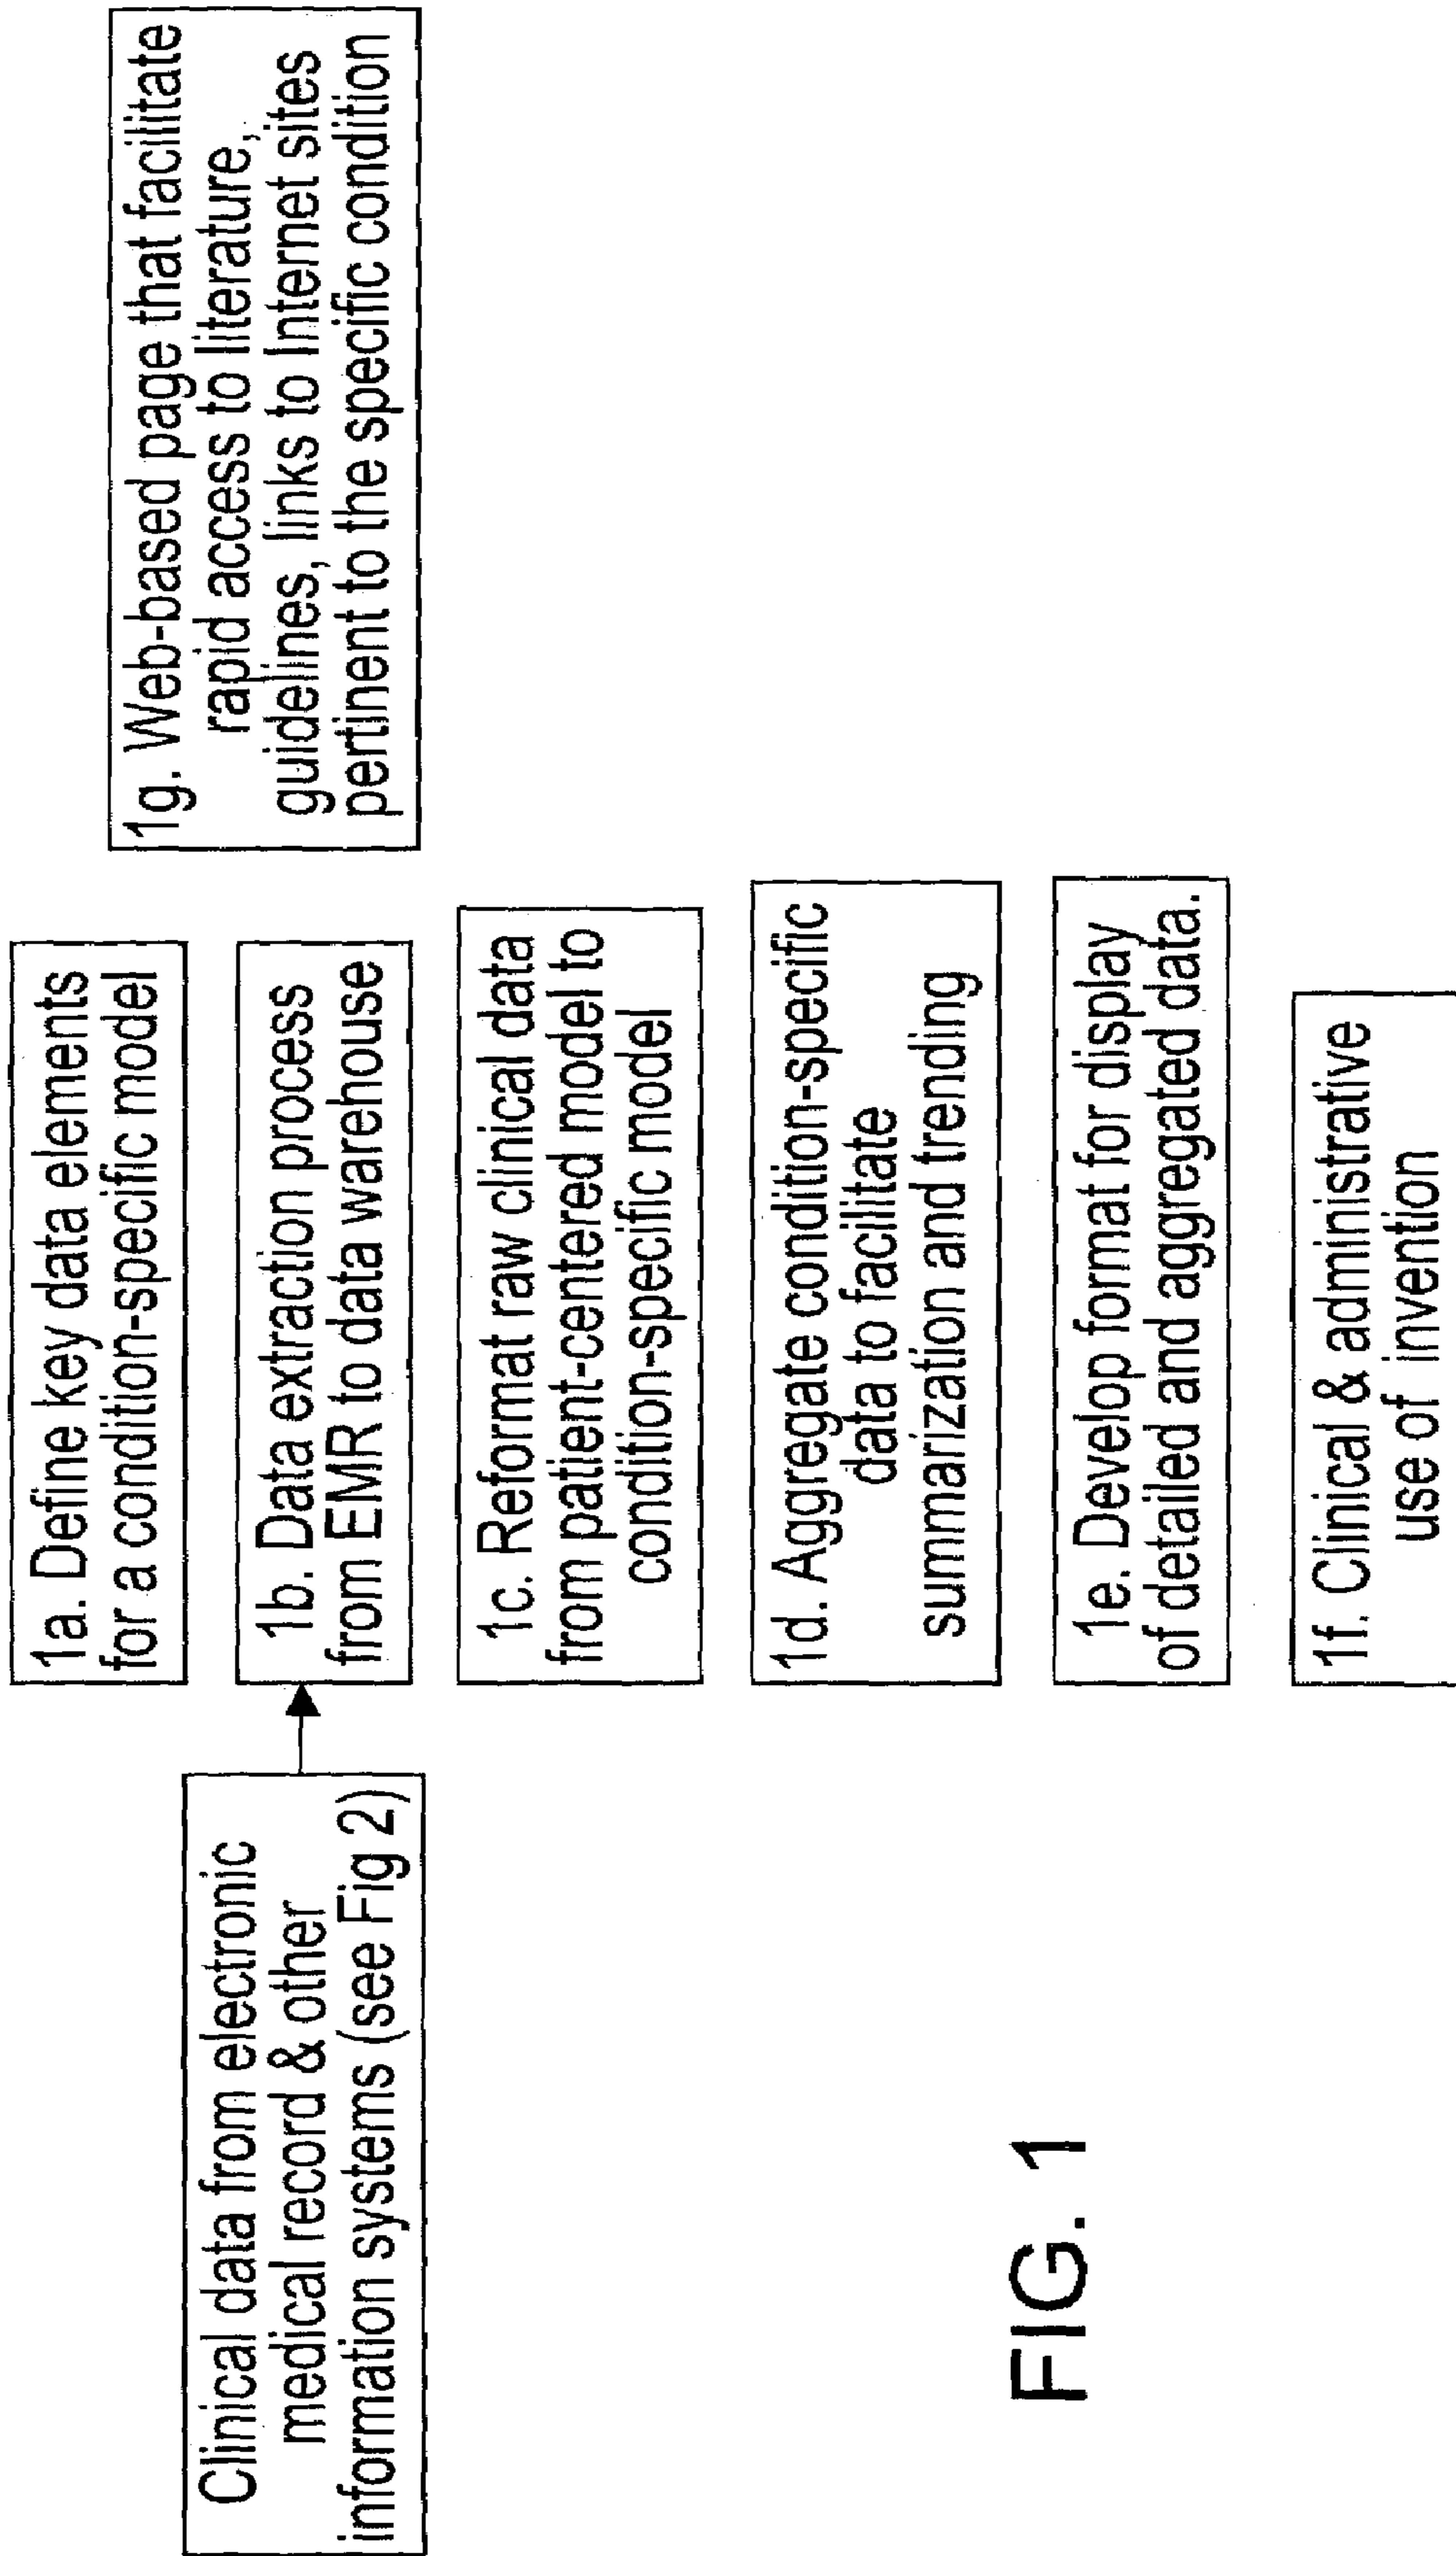 1a. Define key data elements
for a condition-specific model
Clinical data from electronic
medical record & other
information systems (see Fig 2)
1b. Data extraction process
from EMR to data warehouse
1g. Web-based page that facilitate
rapid access to literature,
guidelines, links to Internet sites
pertinent to the specific condition
1c. Reformat raw clinical data
from patient-centered model to
condition-specific model
1d. Aggregate condition-specific
data to facilitate
summarization and trending
1e. Develop format for display
of detailed and aggregated data.
1f. Clinical & administrative
use of invention
FIG. 1